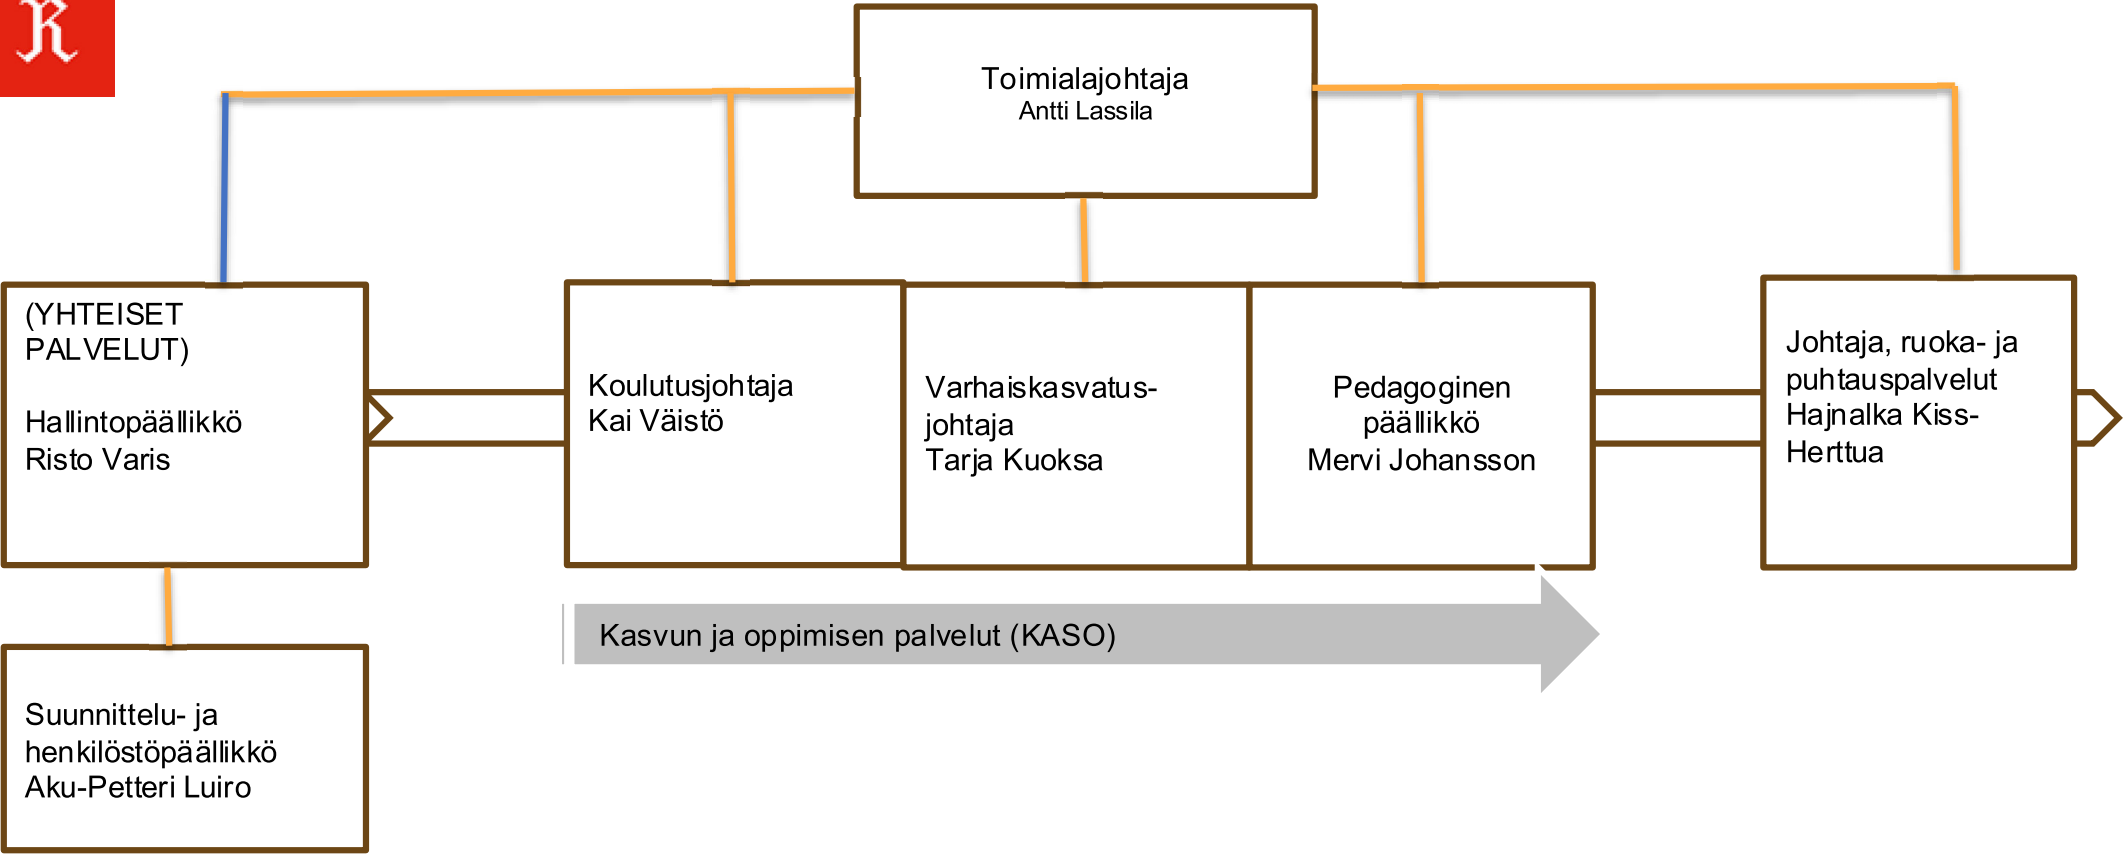 R
Toimialajohtaja
Antti Lassila
(YHTEISET
PALVELUT)
Hallintopäällikkö
Risto Varis
Koulutusjohtaja
Kai Väistö
Varhaiskasvatus-
johtaja
Tarja Kuoksa
Pedagoginen
päällikkö
Mervi Johansson
Johtaja, ruoka- ja
puhtauspalvelut
Hajnalka Kiss-
Herttua
Kasvun ja oppimisen palvelut (KASO)
Suunnittelu- ja
henkilöstöpäällikkö
Aku-Petteri Luiro